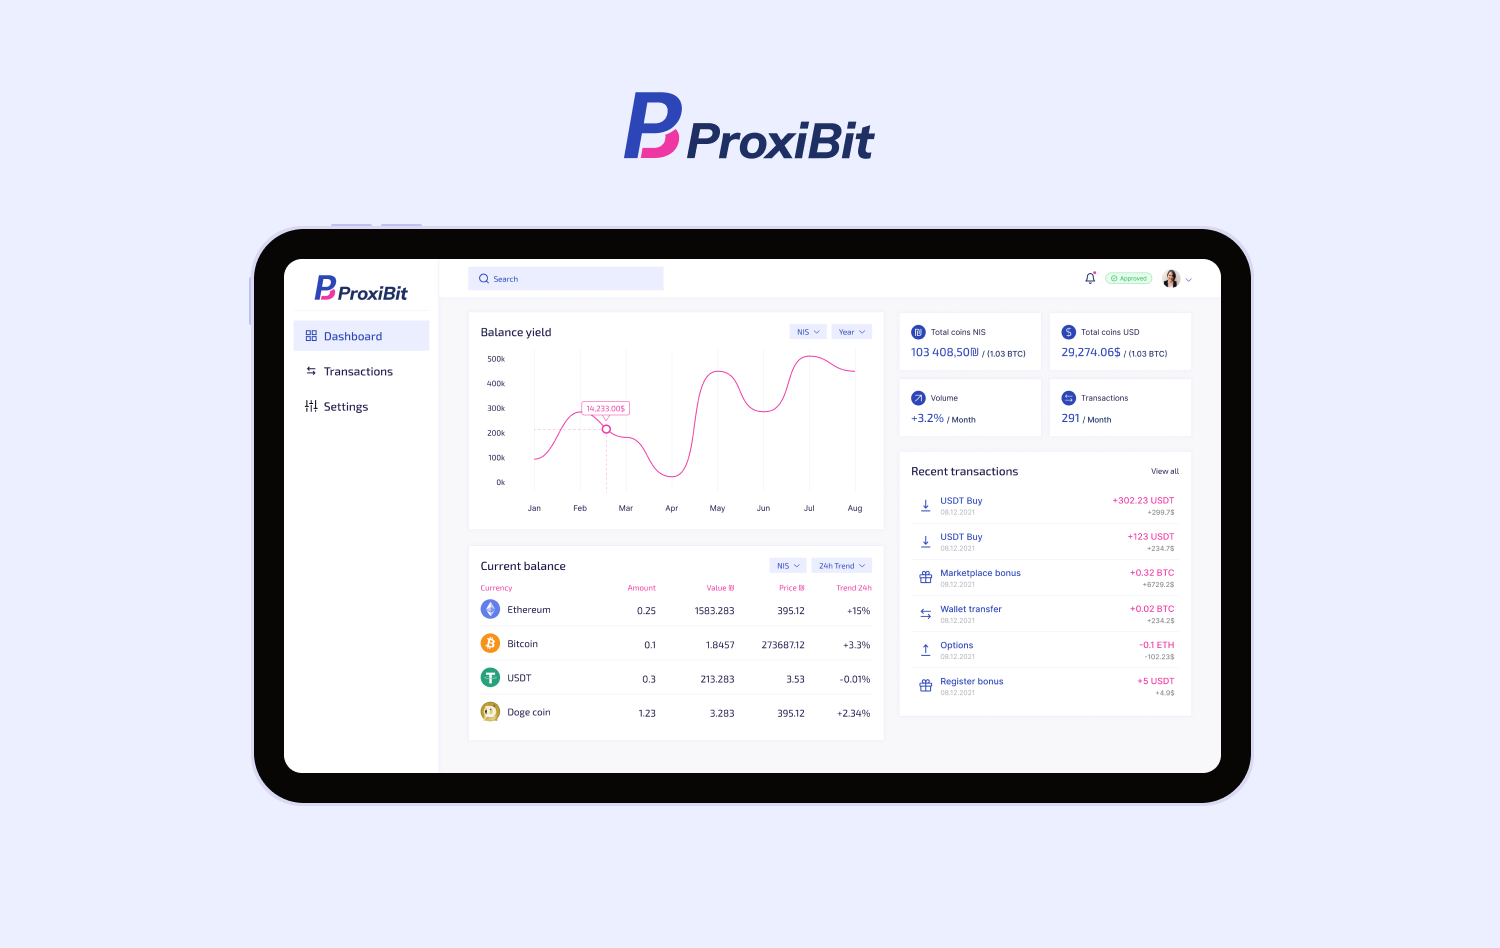 ProxiBit
ProxiBit
Search
Approved
Dashboard
Transactions
Settings
Balance yield
NIS
Year
500k
400k
300k
200k
100k
0k
14,233.00$
Jan Feb Mar Apr May Jun Jul Aug
Total coins NIS
103 408,50₪ / (1.03 BTC)
Total coins USD
29,274.06$ / (1.03 BTC)
Volume
+3.2% / Month
Transactions
291 / Month
Current balance
NIS
24h Trend
Currency Amount Value ₪ Price ₪ Trend 24h
Ethereum 0.25 1583.283 395.12 +15%
Bitcoin 0.1 1.8457 273687.12 +3.3%
USDT 0.3 213.283 3.53 -0.01%
Doge coin 1.23 3.283 395.12 +2.34%
Recent transactions
View all
USDT Buy +302.23 USDT
08.12.2021 +299.7$
USDT Buy +123 USDT
08.12.2021 +234.7$
Marketplace bonus +0.32 BTC
08.12.2021 +6729.2$
Wallet transfer +0.02 BTC
08.12.2021 +234.2$
Options -0.1 ETH
08.12.2021 -102.23$
Register bonus +5 USDT
08.12.2021 +4.9$